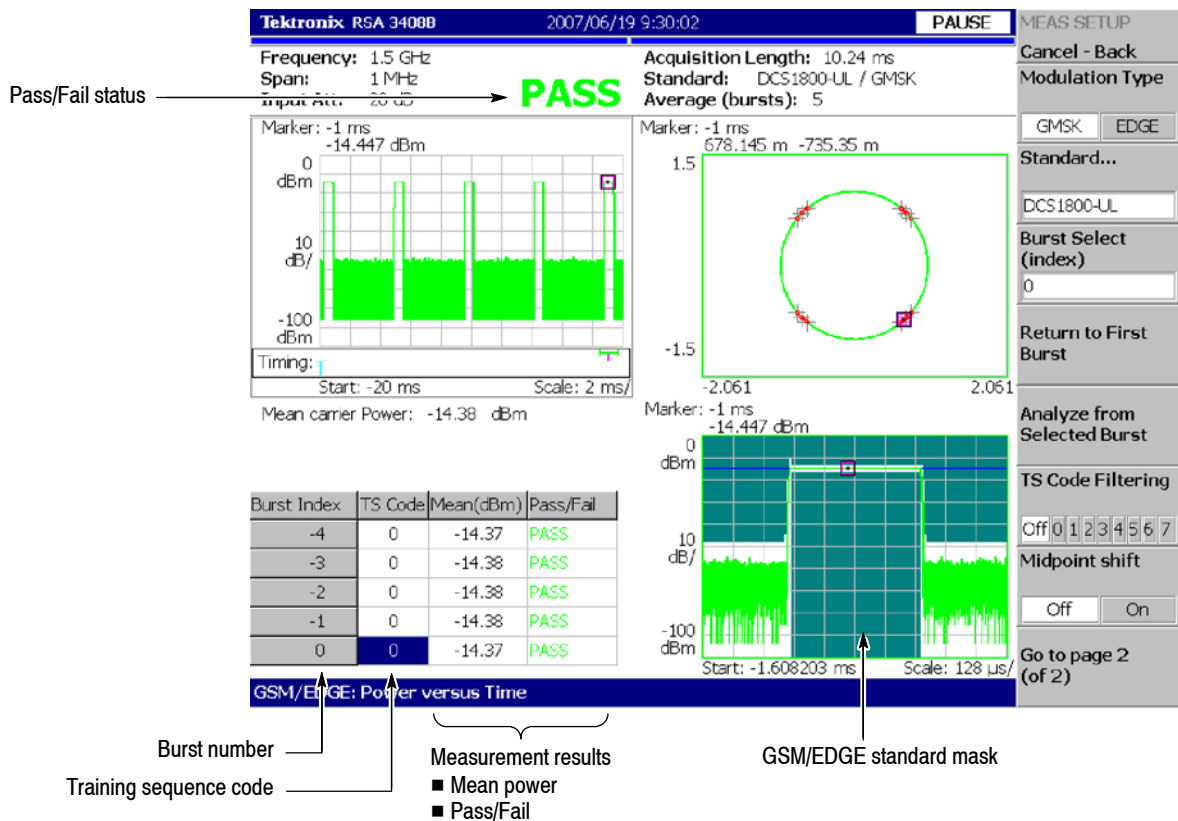 Tektronix RSA 3408B 2007/06/19 9:30:02 PAUSE
Frequency: 1.5 GHz
Span: 1 MHz
Input Att: 20 dB
PASS
Acquisition Length: 10.24 ms
Standard: DCS1800-UL / GMSK
Average (bursts): 5
Pass/Fail status
Marker: -1 ms
-14.447 dBm
0
dBm
10
dB/
-100
dBm
Timing:
Start: -20 ms Scale: 2 ms/
Marker: -1 ms
678.145 m -735.35 m
1.5
-1.5
-2.061 2.061
Mean carrier Power: -14.38 dBm
Marker: -1 ms
-14.447 dBm
0
dBm
10
dB/
-100
dBm
Start: -1.608203 ms Scale: 128 µs/
Burst Index TS Code Mean(dBm) Pass/Fail
-4 0 -14.37 PASS
-3 0 -14.38 PASS
-2 0 -14.38 PASS
-1 0 -14.38 PASS
0 0 -14.37 PASS
GSM/EDGE: Power versus Time
MEAS SETUP
Cancel - Back
Modulation Type
GMSK EDGE
Standard...
DCS1800-UL
Burst Select
(index)
0
Return to First
Burst
Analyze from
Selected Burst
TS Code Filtering
Off 0 1 2 3 4 5 6 7
Midpoint shift
Off On
Go to page 2
(of 2)
Burst number
Training sequence code
Measurement results
■ Mean power
■ Pass/Fail
GSM/EDGE standard mask